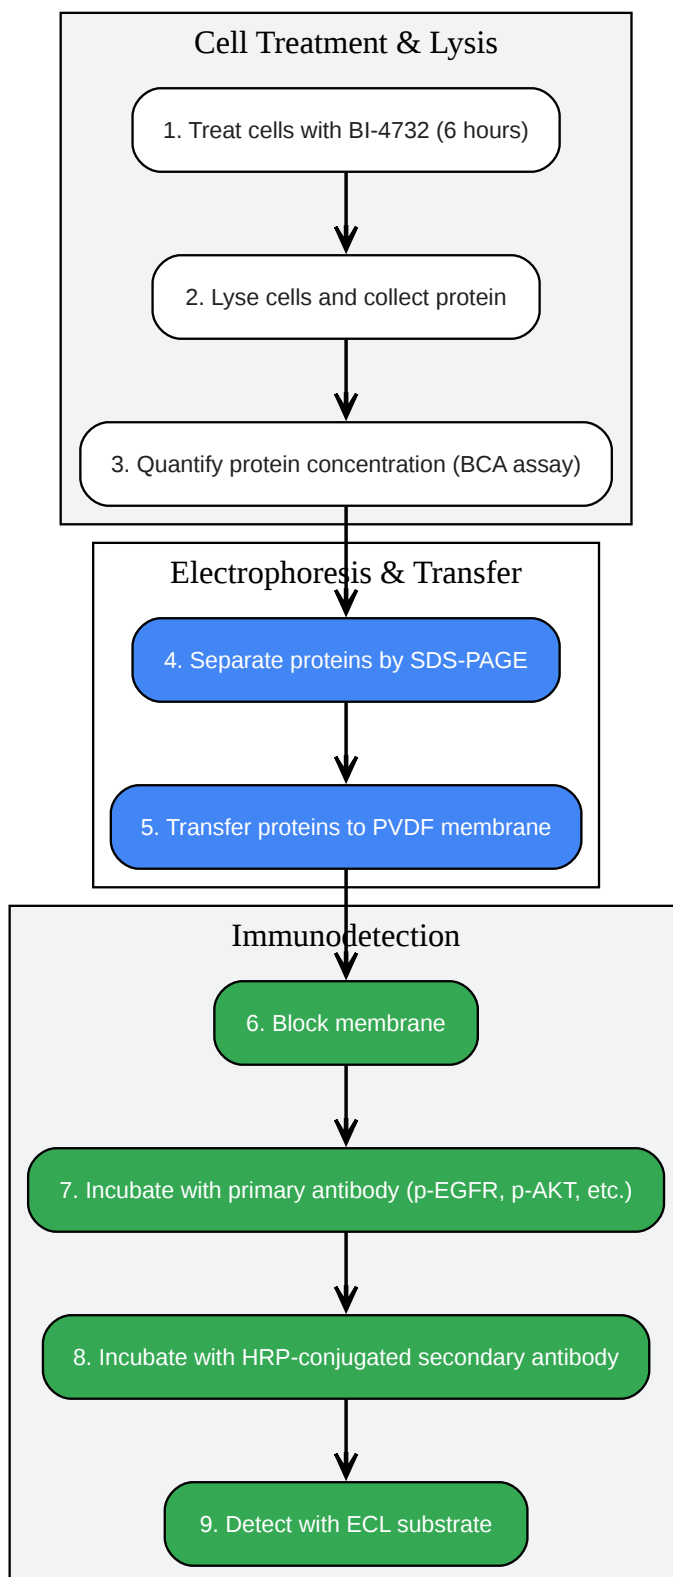 Cell Treatment & Lysis
1. Treat cells with BI-4732 (6 hours)
2. Lyse cells and collect protein
3. Quantify protein concentration (BCA assay)
Electrophoresis & Transfer
4. Separate proteins by SDS-PAGE
5. Transfer proteins to PVDF membrane
Immunodetection
6. Block membrane
7. Incubate with primary antibody (p-EGFR, p-AKT, etc.)
8. Incubate with HRP-conjugated secondary antibody
9. Detect with ECL substrate